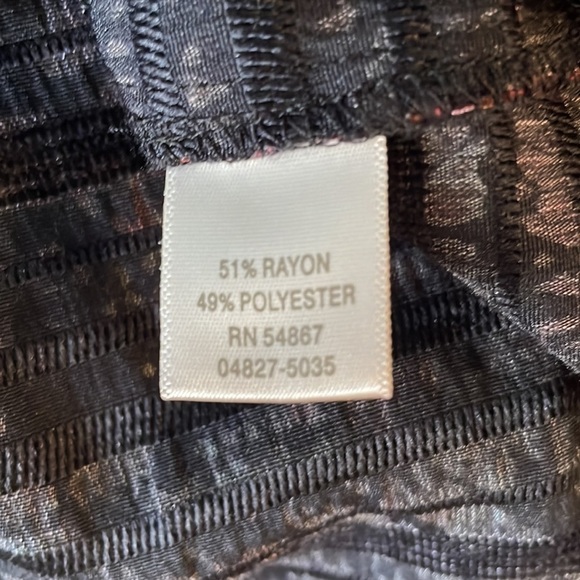 51% RAYON
49% POLYESTER
RN 54867
04827-5035